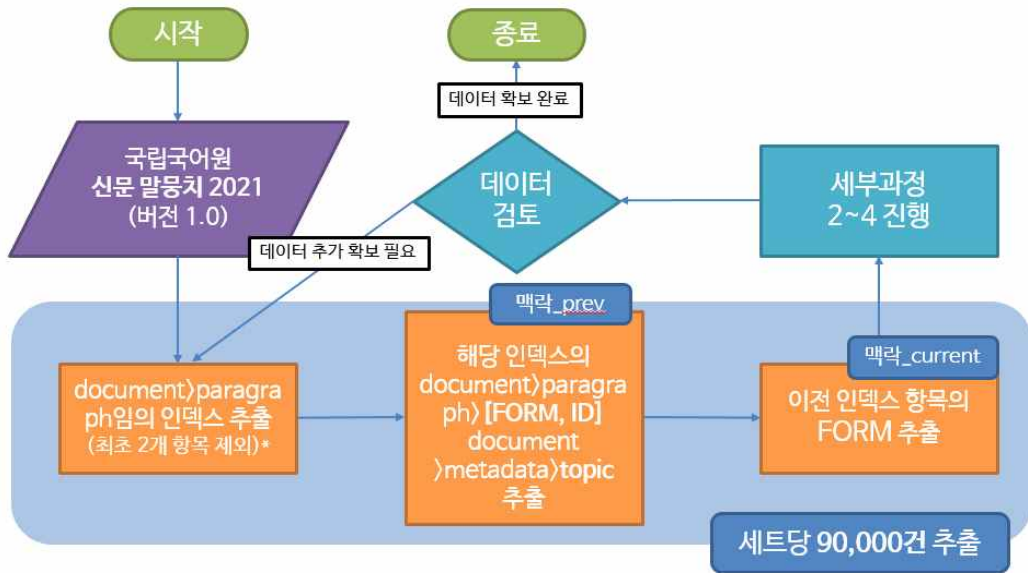 시작
종료
데이터 확보 완료
국립국어원
신문 말뭉치 2021
(버전 1.0)
데이터
검토
세부과정
2~4 진행
데이터 추가 확보 필요
맥락_prev
맥락_current
document>paragra
ph임의 인덱스 추출
(최초 2개 항목 제외)*
해당 인덱스의
document>paragra
ph> [FORM, ID]
document
>metadata>topic
추출
이전 인덱스 항목의
FORM 추출
세트당 90,000건 추출